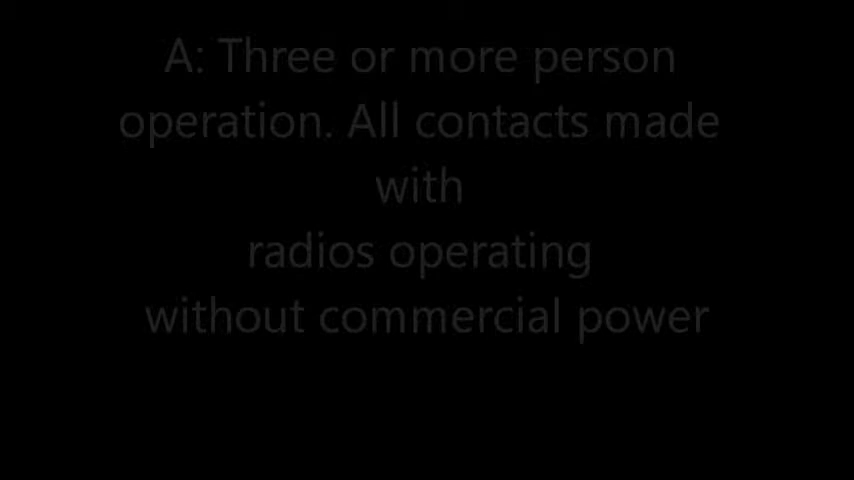 A: Three or more person
operation. All contacts made
with
radios operating
without commercial power